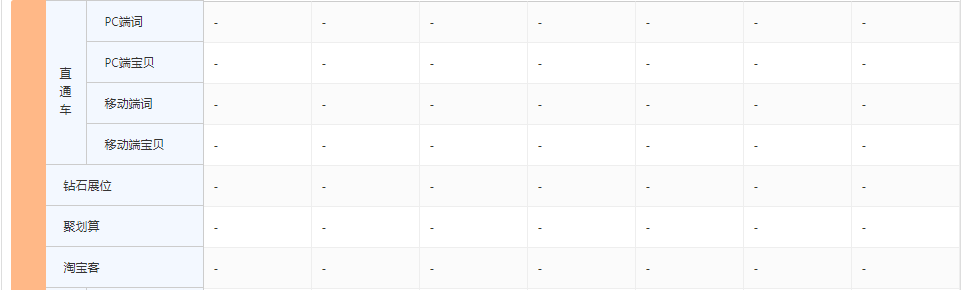 PC端词 - - - - - - -
PC端宝贝 - - - - - - -
直通车
移动端词 - - - - - - -
移动端宝贝 - - - - - - -
钻石展位 - - - - - - -
聚划算 - - - - - - -
淘宝客 - - - - - - -